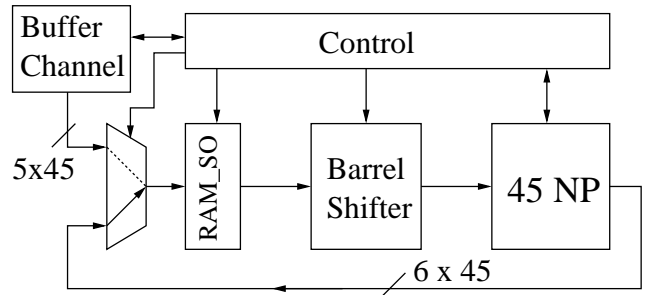 Buffer
Channel
Control
5x45
RAM_SO
Barrel
Shifter
45 NP
6 x 45